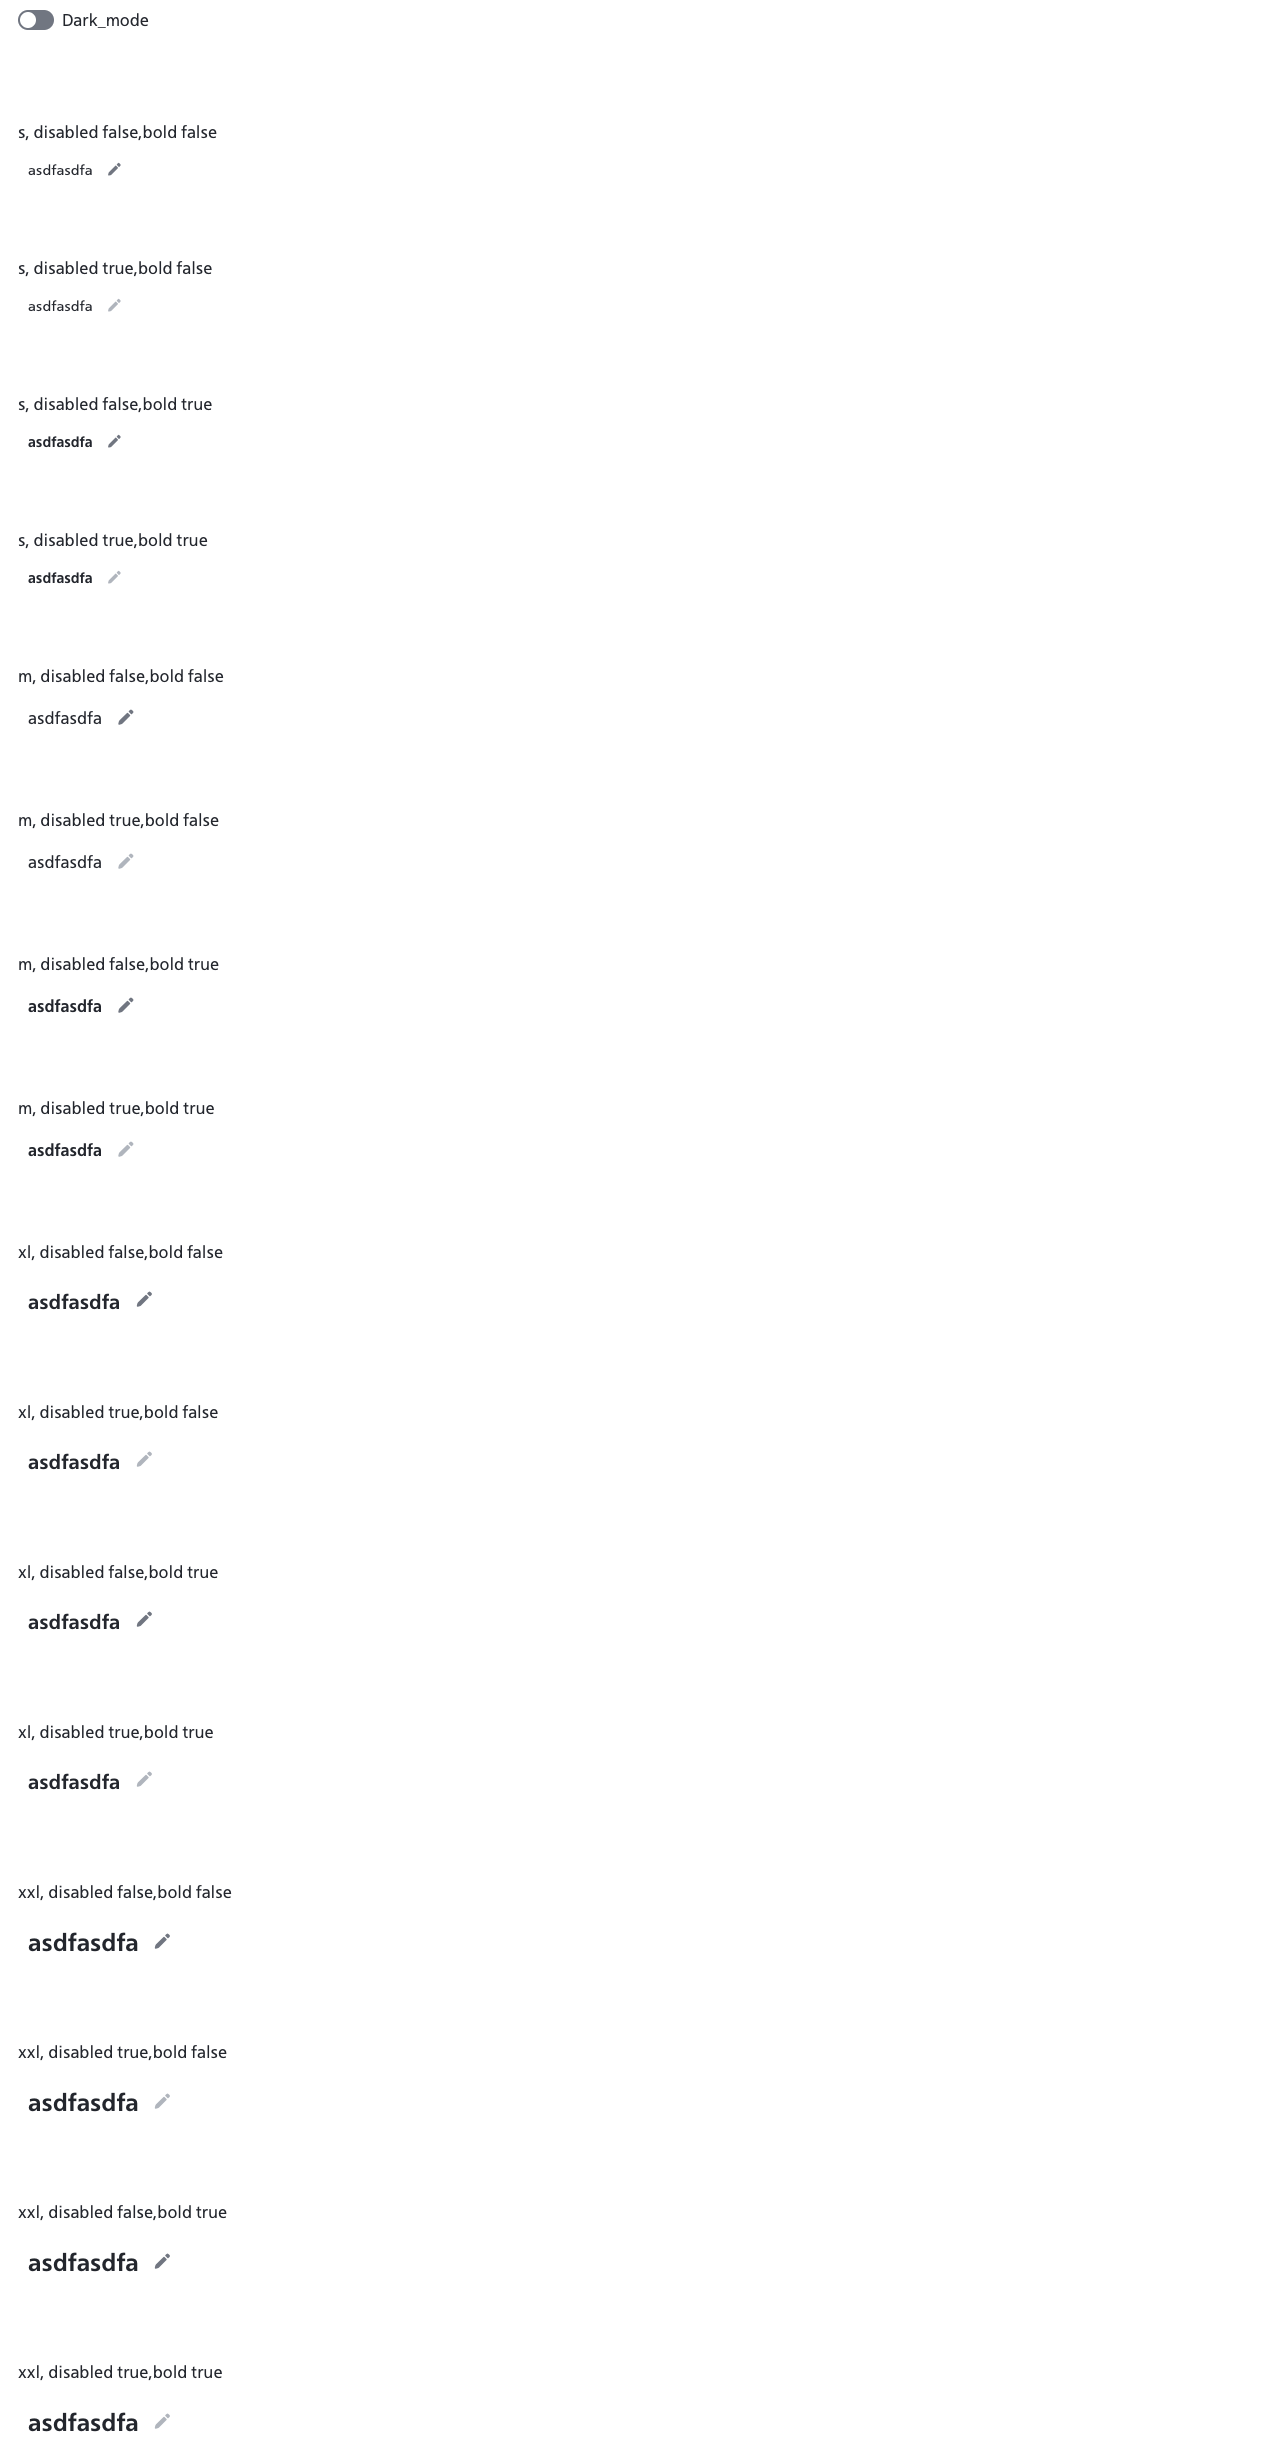 Dark_mode
s, disabled false,bold false
asdfasdfa
s, disabled true,bold false
asdfasdfa
s, disabled false,bold true
asdfasdfa
s, disabled true,bold true
asdfasdfa
m, disabled false,bold false
asdfasdfa
m, disabled true,bold false
asdfasdfa
m, disabled false,bold true
asdfasdfa
m, disabled true,bold true
asdfasdfa
xl, disabled false,bold false
asdfasdfa
xl, disabled true,bold false
asdfasdfa
xl, disabled false,bold true
asdfasdfa
xl, disabled true,bold true
asdfasdfa
xxl, disabled false,bold false
asdfasdfa
xxl, disabled true,bold false
asdfasdfa
xxl, disabled false,bold true
asdfasdfa
xxl, disabled true,bold true
asdfasdfa